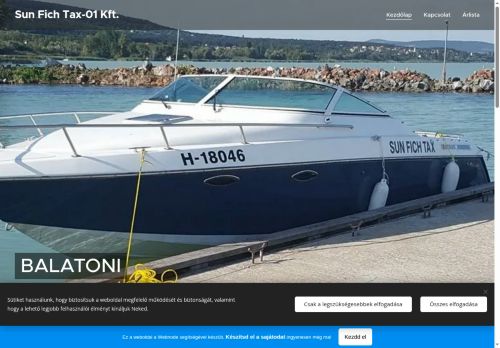 Sun Fich Tax-01 Kft.
Kezdőlap
Kapcsolat
Árlista
H-18046
SUN FICH TAX
BALATONI
Sütiket használunk, hogy biztosítsuk a weboldal megfelelő működését és biztonságát, valamint
hogy a lehető legjobb felhasználói élményt kínáljuk Neked.
Csak a legszükségesebbek elfogadása
Összes elfogadása
Ez a weboldal a Webnode segítségével készült. Készítsd el a sajátodat ingyenesen még ma!
Kezdd el